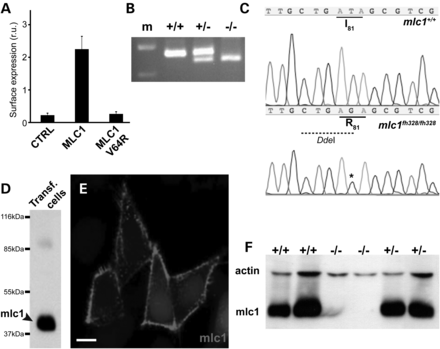 A
Surface expression (r.u.)
3
2
1
0
CTRL
MLC1
MLC1
V64R
B
m +/+ +/- -/-
C
T T G C T G A T A G C G T C G
I81 mlc1+/+
T T G C T G A G A G C G T C G
R81 mlc1fh328/fh328
DdeI
*
D
Transf.
cells
116kDa
85kDa
55kDa
mlc1
37kDa
E
mlc1
F
+/+ +/+ -/- -/- +/- +/-
actin
mlc1